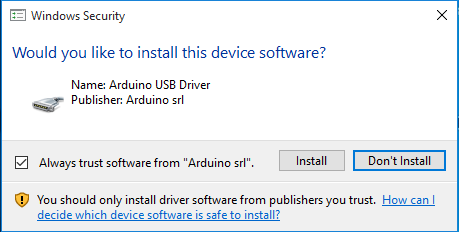 Windows Security
Would you like to install this device software?
Name: Arduino USB Driver
Publisher: Arduino srl
Always trust software from "Arduino srl".
Install
Don't Install
You should only install driver software from publishers you trust. How can I
decide which device software is safe to install?